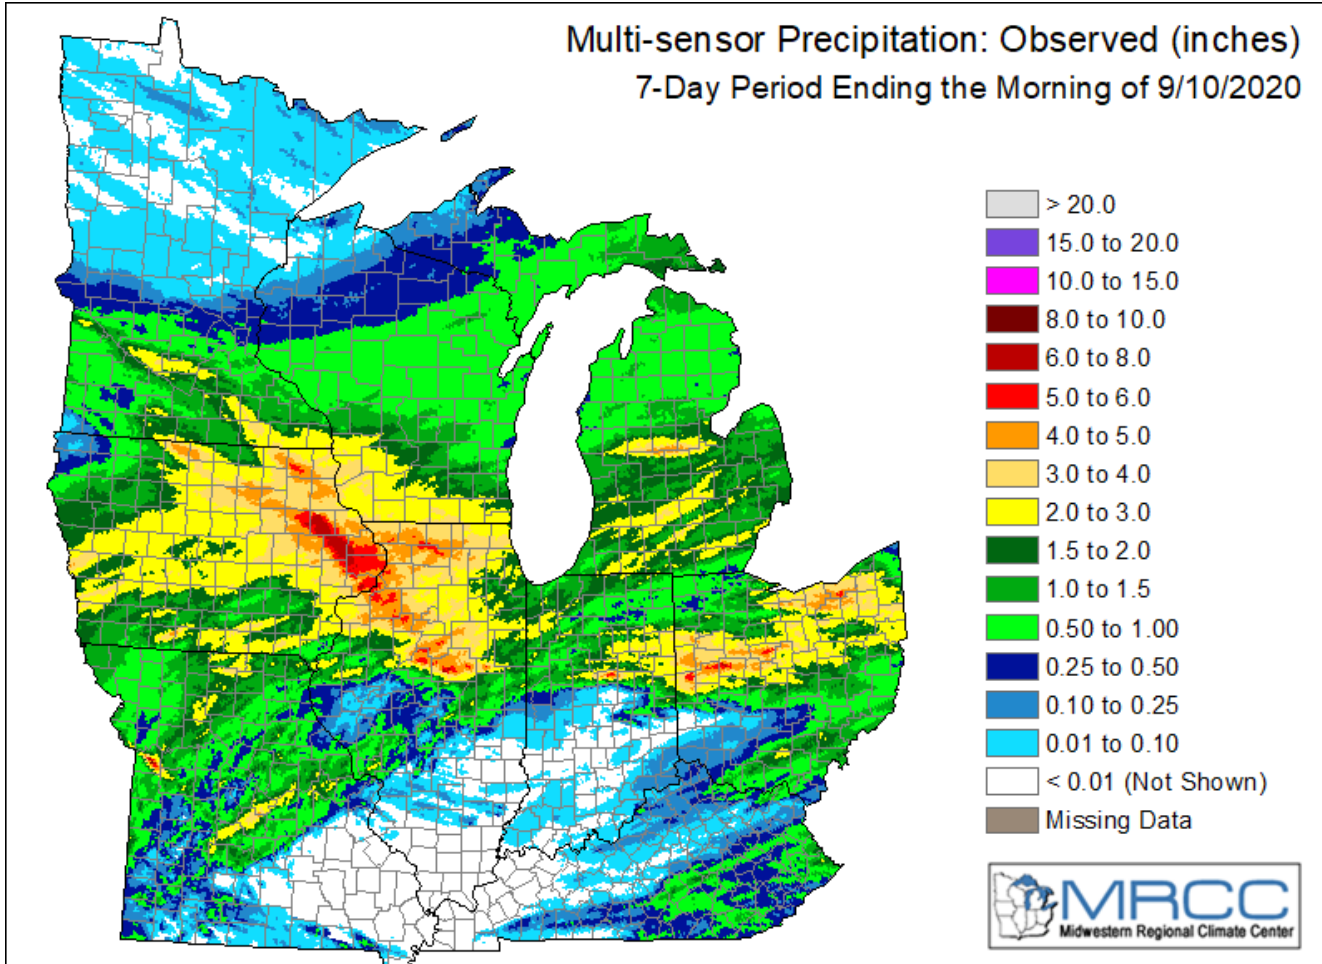 Multi-sensor Precipitation: Observed (inches)
7-Day Period Ending the Morning of 9/10/2020
> 20.0
15.0 to 20.0
10.0 to 15.0
8.0 to 10.0
6.0 to 8.0
5.0 to 6.0
4.0 to 5.0
3.0 to 4.0
2.0 to 3.0
1.5 to 2.0
1.0 to 1.5
0.50 to 1.00
0.25 to 0.50
0.10 to 0.25
0.01 to 0.10
< 0.01 (Not Shown)
Missing Data
MRCC
Midwestern Regional Climate Center